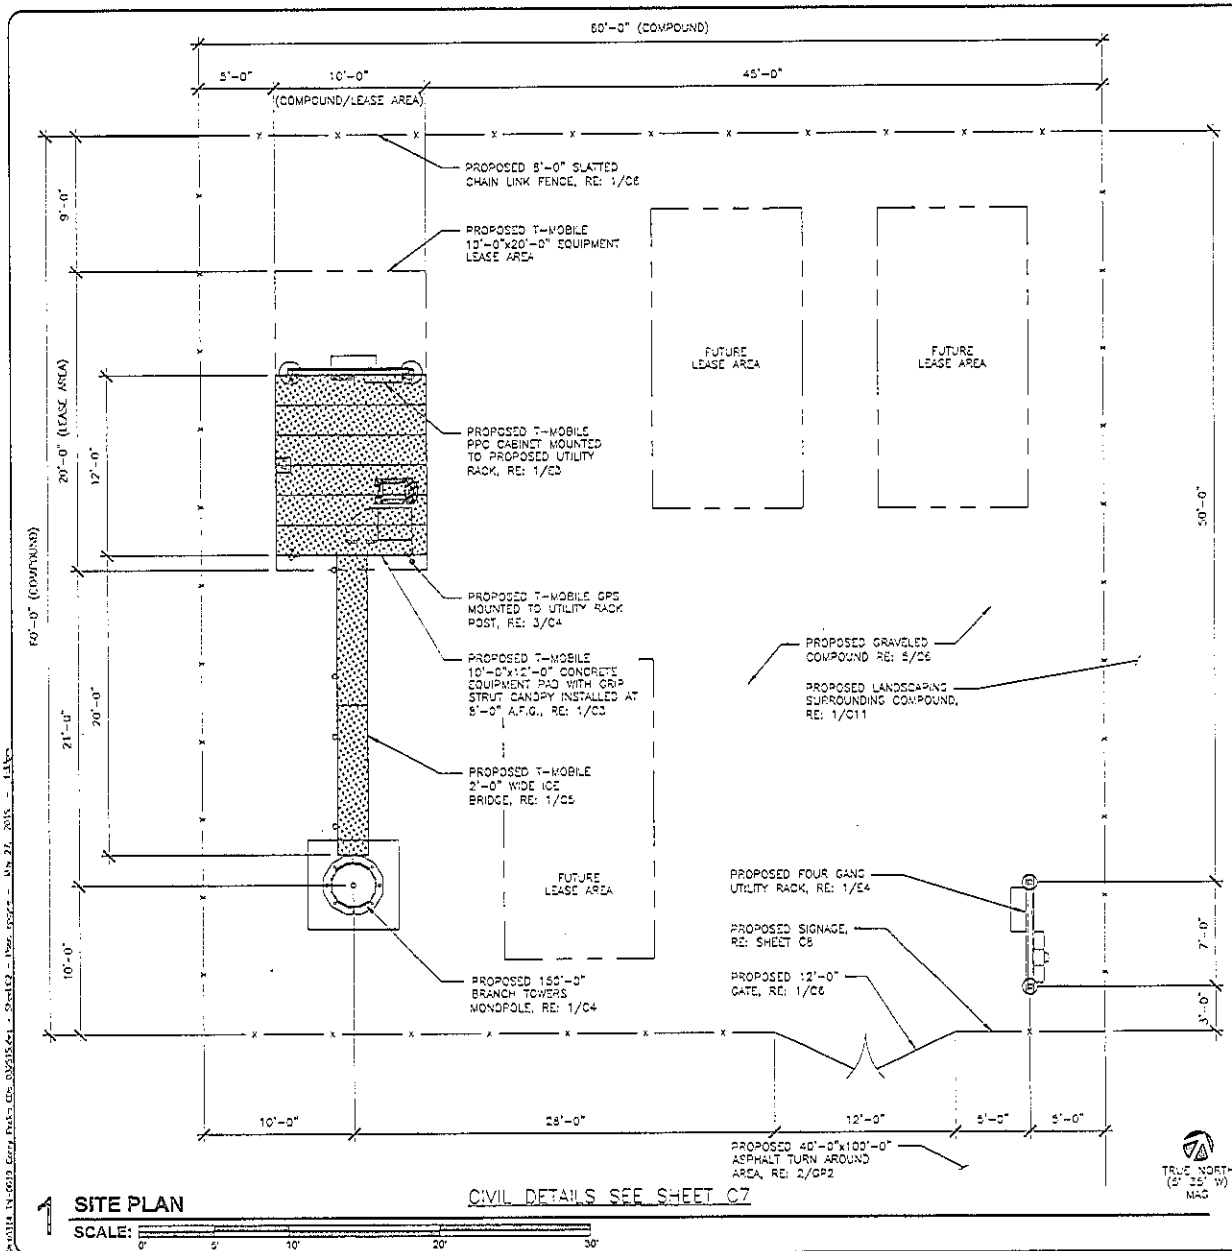 60'-0" (COMPOUND)
5'-0"
10'-0"
45'-0"
(COMPOUND/LEASE AREA)
PROPOSED 8'-0" SLATTED
CHAIN LINK FENCE, RE: 1/C6
9'-0"
PROPOSED T-MOBILE
10'-0"x20'-0" EQUIPMENT
LEASE AREA
FUTURE
LEASE AREA
FUTURE
LEASE AREA
20'-0" (LEASE AREA)
12'-0"
PROPOSED T-MOBILE
PPC CABINET MOUNTED
TO PROPOSED UTILITY
RACK, RE: 1/E3
50'-0"
60'-0" (COMPOUND)
PROPOSED T-MOBILE GPS
MOUNTED TO UTILITY RACK
POST, RE: 3/C4
PROPOSED GRAVELED
COMPOUND RE: 5/C6
PROPOSED T-MOBILE
10'-0"x12'-0" CONCRETE
EQUIPMENT PAD WITH GRIP
STRUT CANOPY INSTALLED AT
8'-0" A.F.G., RE: 1/C3
PROPOSED LANDSCAPING
SURROUNDING COMPOUND,
RE: 1/C11
21'-0"
20'-0"
PROPOSED T-MOBILE
2'-0" WIDE ICE
BRIDGE, RE: 1/C5
FUTURE
LEASE AREA
PROPOSED FOUR GANG
UTILITY RACK, RE: 1/E4
PROPOSED SIGNAGE,
RE: SHEET C8
7'-0"
10'-0"
PROPOSED 150'-0"
BRANCH TOWERS
MONOPOLE, RE: 1/C4
PROPOSED 12'-0"
GATE, RE: 1/C6
3'-0"
10'-0"
28'-0"
12'-0"
5'-0"
5'-0"
PROPOSED 40'-0"x100'-0"
ASPHALT TURN AROUND
AREA, RE: 2/GP2
TRUE NORTH
MAG
1
SITE PLAN
CIVIL DETAILS SEE SHEET C7
SCALE:
0' 5' 10' 20' 30'